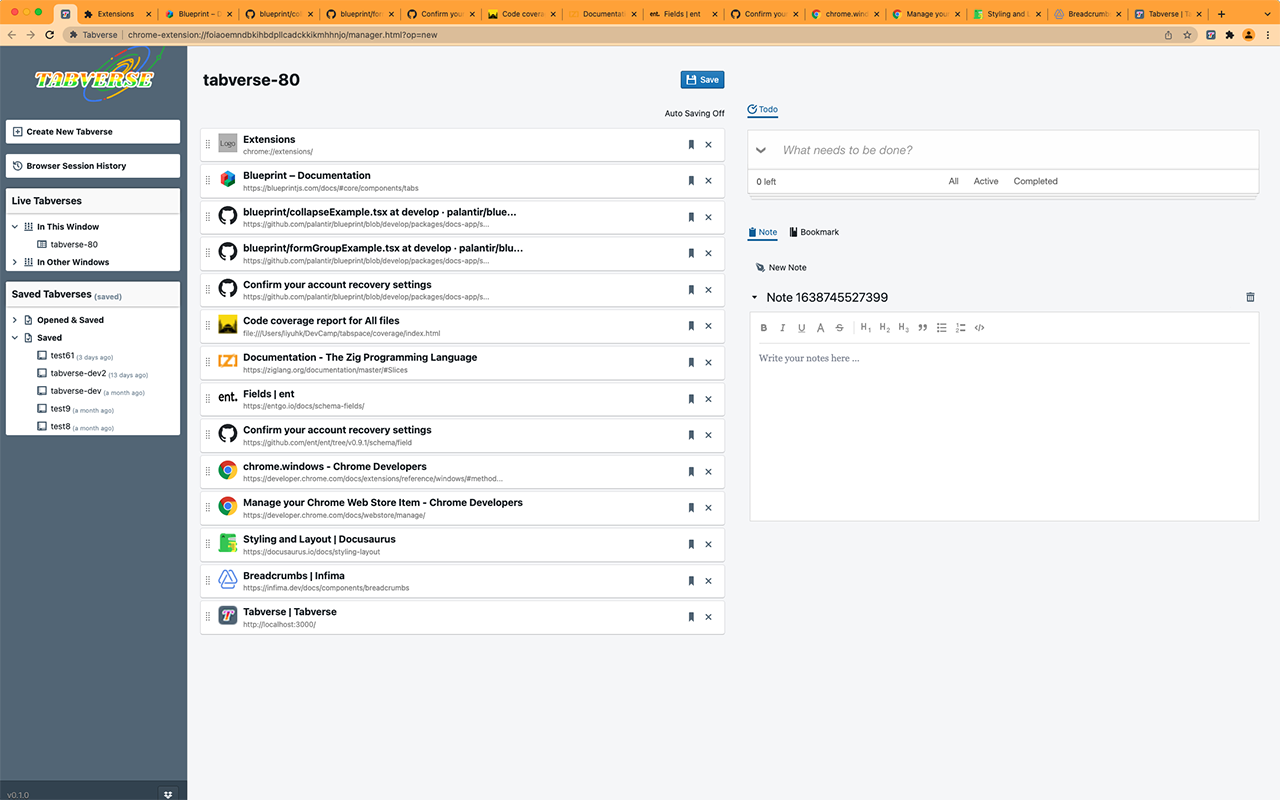 Extensions
Blueprint – D
blueprint/co
blueprint/for
Confirm your
Code covera
Documentat
Fields | ent
Confirm your
chrome.wind
Manage your
Styling and L
Breadcrumbs
Tabverse | Ta
Tabverse | chrome-extension://foiaoemndbkihbdpllcadckkikmhhnjo/manager.html?op=new
TABVERSE
Create New Tabverse
Browser Session History
Live Tabverses
In This Window
tabverse-80
In Other Windows
Saved Tabverses (saved)
Opened & Saved
Saved
test61 (3 days ago)
tabverse-dev2 (13 days ago)
tabverse-dev (a month ago)
test9 (a month ago)
test8 (a month ago)
v0.1.0
tabverse-80
Save
Auto Saving Off
Logo
Extensions
chrome://extensions/
Blueprint – Documentation
https://blueprintjs.com/docs/#core/components/tabs
blueprint/collapseExample.tsx at develop · palantir/blue...
https://github.com/palantir/blueprint/blob/develop/packages/docs-app/s...
blueprint/formGroupExample.tsx at develop · palantir/blu...
https://github.com/palantir/blueprint/blob/develop/packages/docs-app/s...
Confirm your account recovery settings
https://github.com/palantir/blueprint/blob/develop/packages/docs-app/s...
Code coverage report for All files
file:///Users/iiyuhk/DevCamp/tabspace/coverage/index.html
Documentation - The Zig Programming Language
https://ziglang.org/documentation/master/#Slices
ent.
Fields | ent
https://entgo.io/docs/schema-fields/
Confirm your account recovery settings
https://github.com/ent/ent/tree/v0.9.1/schema/field
chrome.windows - Chrome Developers
https://developer.chrome.com/docs/extensions/reference/windows/#method...
Manage your Chrome Web Store Item - Chrome Developers
https://developer.chrome.com/docs/webstore/manage/
Styling and Layout | Docusaurus
https://docusaurus.io/docs/styling-layout
Breadcrumbs | Infima
https://infima.dev/docs/components/breadcrumbs
Tabverse | Tabverse
http://localhost:3000/
Todo
What needs to be done?
0 left
All
Active
Completed
Note
Bookmark
New Note
Note 1638745527399
B I U A S H1 H2 H3
Write your notes here ...